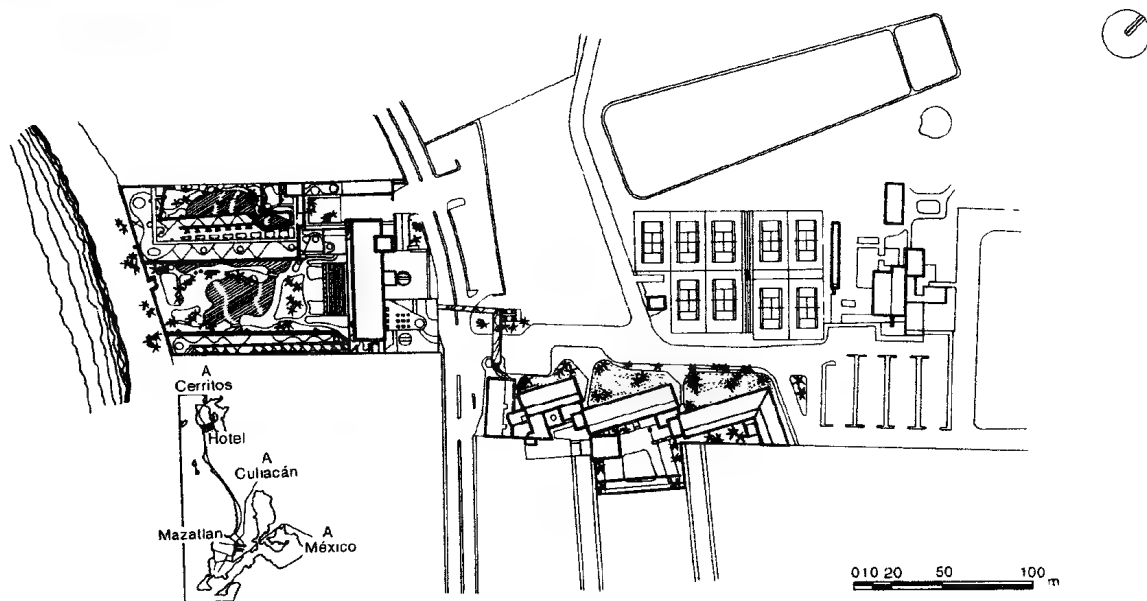 A
Cerritos
Hotel
A
Culiacán
Mazatlan
A
México
0 10 20 50 100 m